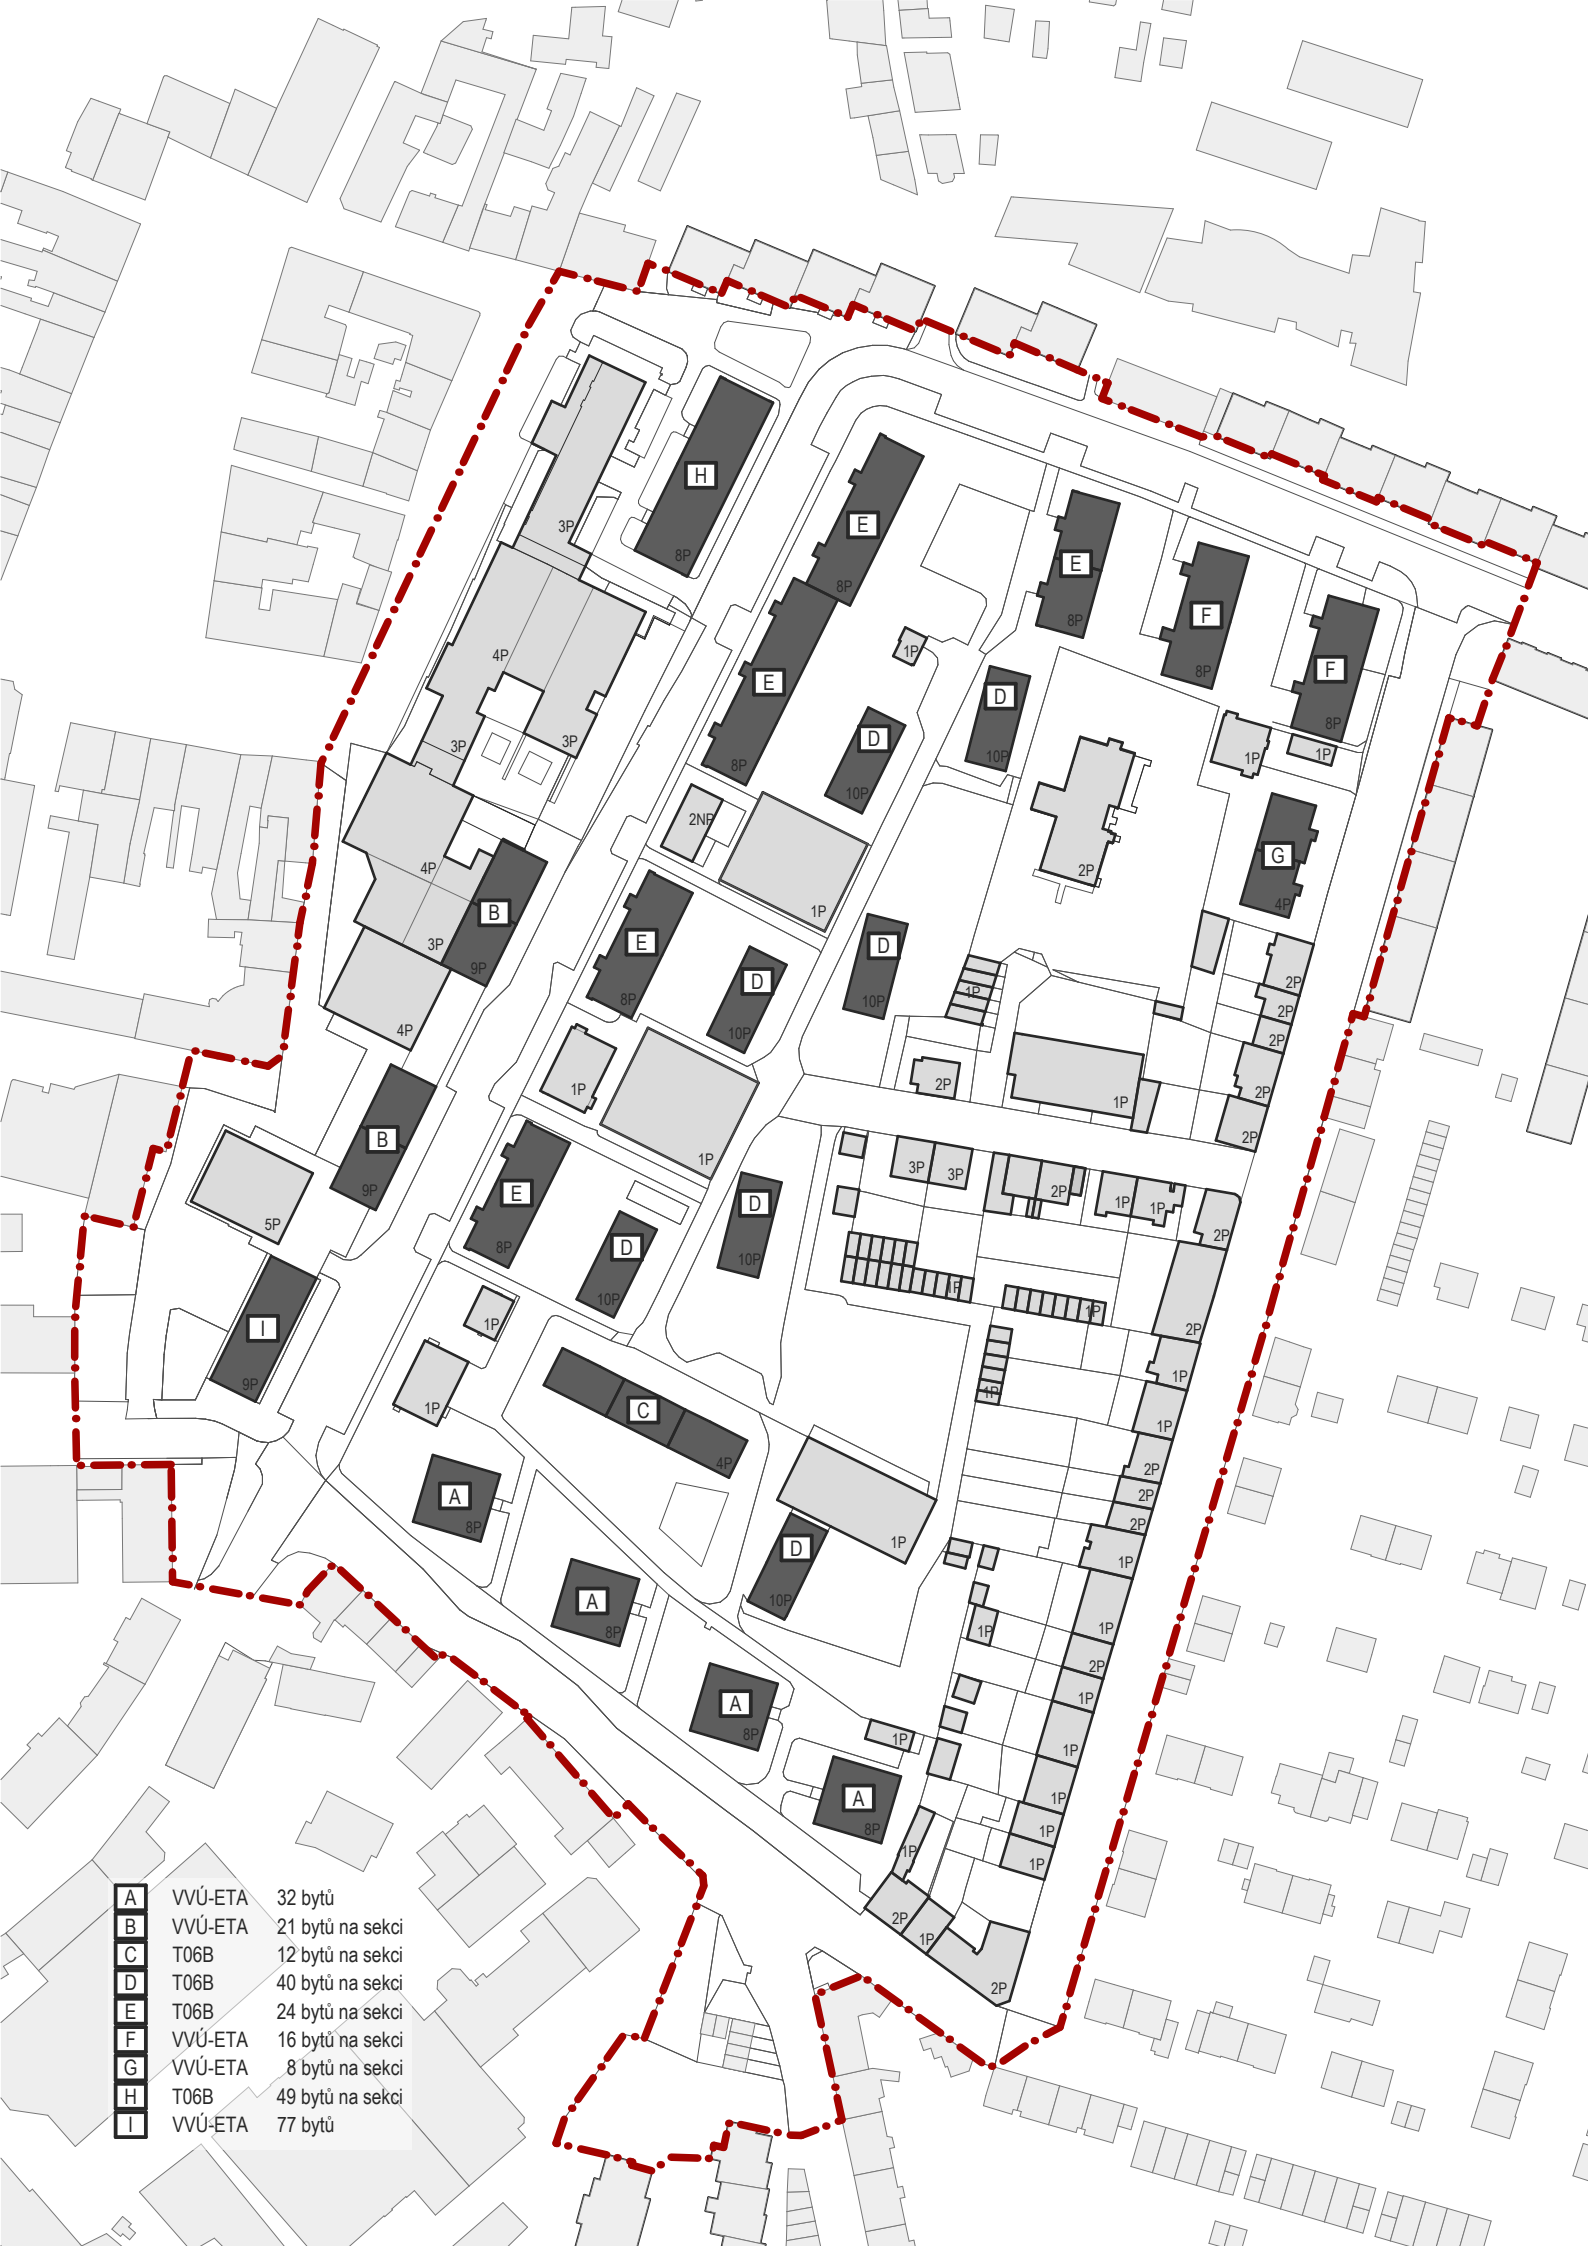 H
3P
8P
E
8P
E
8P
F
8P
F
8P
1P
4P
3P
3P
E
8P
D
10P
D
10P
1P
1P
2NP
1P
2P
G
4P
4P
B
9P
3P
4P
E
8P
D
10P
D
10P
1P
2P
2P
2P
2P
2P
1P
1P
2P
1P
B
9P
5P
E
8P
D
10P
D
10P
3P
3P
2P
1P
1P
2P
2P
1P
1P
1P
I
9P
1P
1P
C
4P
1P
1P
2P
2P
2P
1P
A
8P
D
10P
1P
A
8P
1P
1P
2P
1P
A
8P
1P
1P
1P
A
8P
1P
1P
1P
2P
1P
2P
A VVÚ-ETA 32 bytů
B VVÚ-ETA 21 bytů na sekci
C T06B 12 bytů na sekci
D T06B 40 bytů na sekci
E T06B 24 bytů na sekci
F VVÚ-ETA 16 bytů na sekci
G VVÚ-ETA 8 bytů na sekci
H T06B 49 bytů na sekci
I VVÚ-ETA 77 bytů